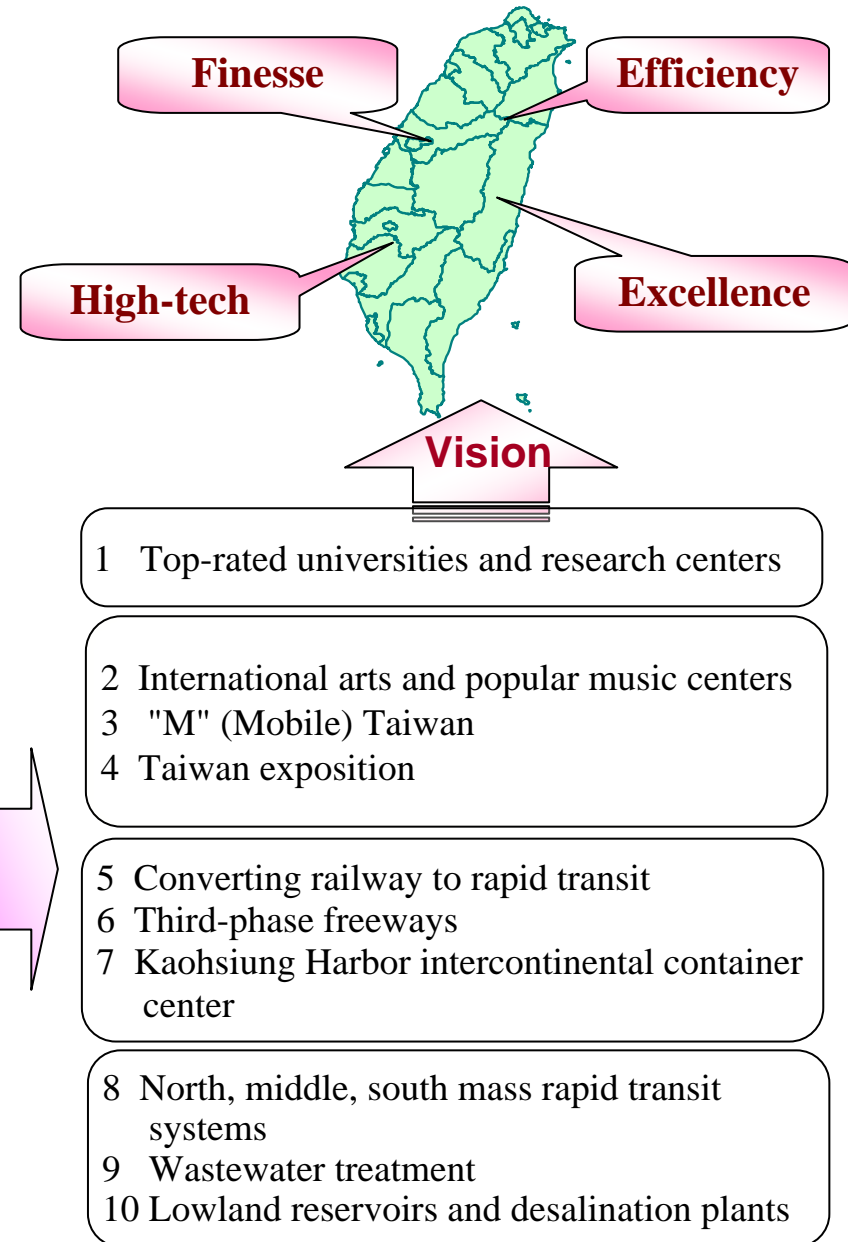 Finesse
Efficiency
High-tech
Excellence
Vision
1 Top-rated universities and research centers
2 International arts and popular music centers
3 "M" (Mobile) Taiwan
4 Taiwan exposition
5 Converting railway to rapid transit
6 Third-phase freeways
7 Kaohsiung Harbor intercontinental container
center
8 North, middle, south mass rapid transit
systems
9 Wastewater treatment
10 Lowland reservoirs and desalination plants